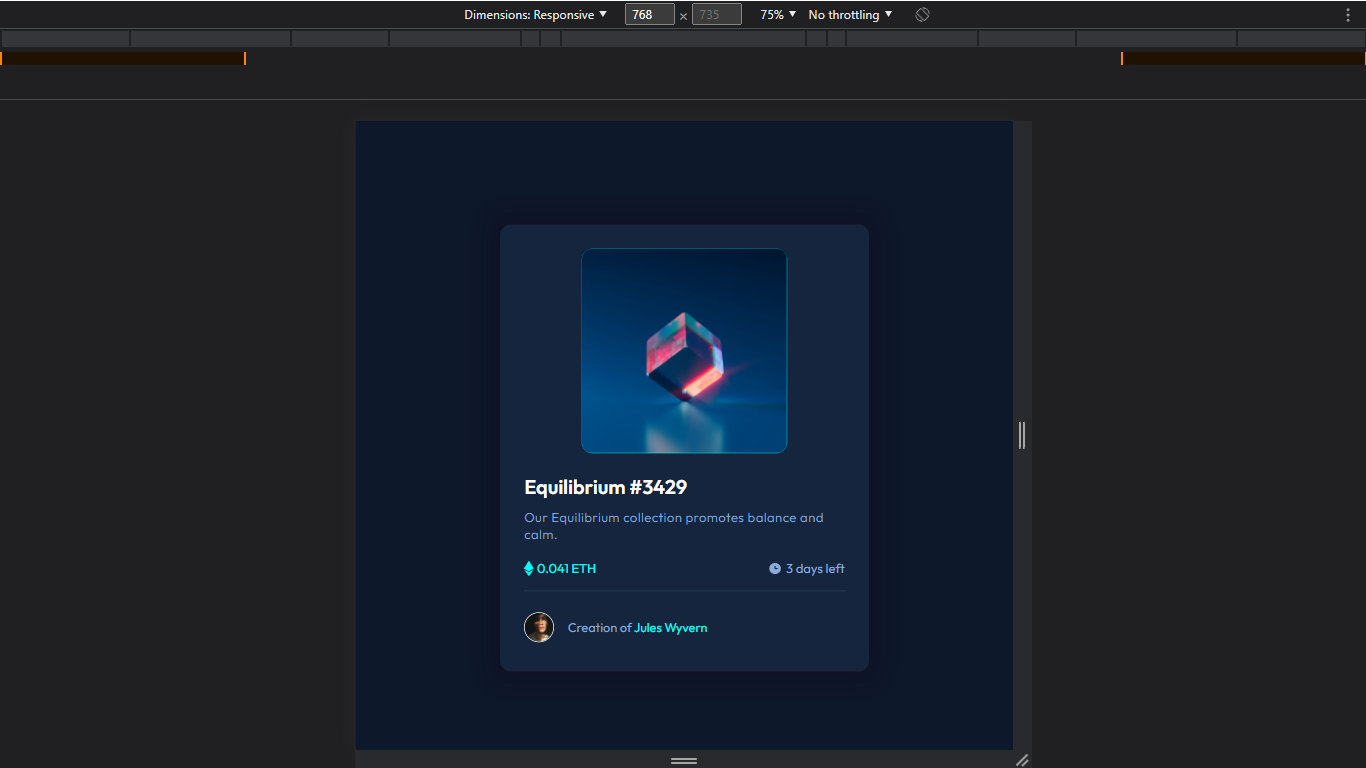 Dimensions: Responsive ▼ 768 × 735 75% ▼ No throttling ▼
Equilibrium #3429
Our Equilibrium collection promotes balance and
calm.
0.041 ETH 3 days left
Creation of Jules Wyvern